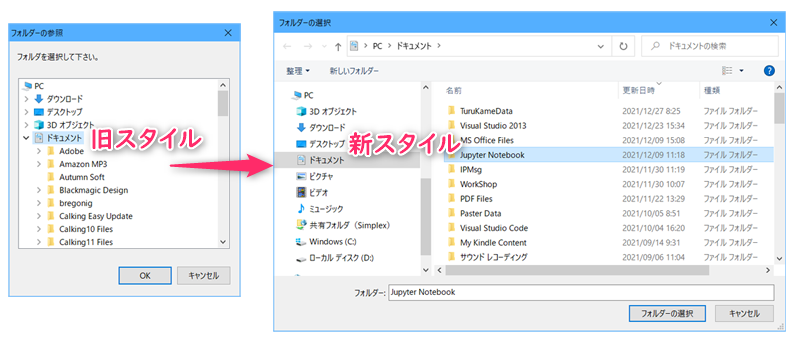 フォルダーの参照
フォルダを選択して下さい。
PC
ダウンロード
デスクトップ
3D オブジェクト
ドキュメント
Adobe
Amazon MP3
Autumn Soft
Blackmagic Design
bregonig
Calking Easy Update
Calking10 Files
Calking11 Files
OK キャンセル
旧スタイル
新スタイル
フォルダーの選択
PC ドキュメント ドキュメントの検索
整理 新しいフォルダー
PC
3D オブジェクト
ダウンロード
デスクトップ
ドキュメント
ピクチャ
ビデオ
ミュージック
共有フォルダ (Simplex)
Windows (C:)
ローカル ディスク (D:)
名前 更新日時 種類
TuruKameData 2021/12/27 8:25 ファイル フォルダー
Visual Studio 2013 2021/12/23 15:34 ファイル フォルダー
MS Office Files 2021/12/09 15:08 ファイル フォルダー
Jupyter Notebook 2021/12/09 11:18 ファイル フォルダー
IPMsg 2021/11/30 11:19 ファイル フォルダー
WorkShop 2021/11/30 10:07 ファイル フォルダー
PDF Files 2021/11/22 13:29 ファイル フォルダー
Paster Data 2021/10/05 8:51 ファイル フォルダー
Visual Studio Code 2021/10/04 16:20 ファイル フォルダー
My Kindle Content 2021/09/14 9:31 ファイル フォルダー
サウンド レコーディング 2021/09/06 11:04 ファイル フォルダー
フォルダー: Jupyter Notebook
フォルダーの選択 キャンセル